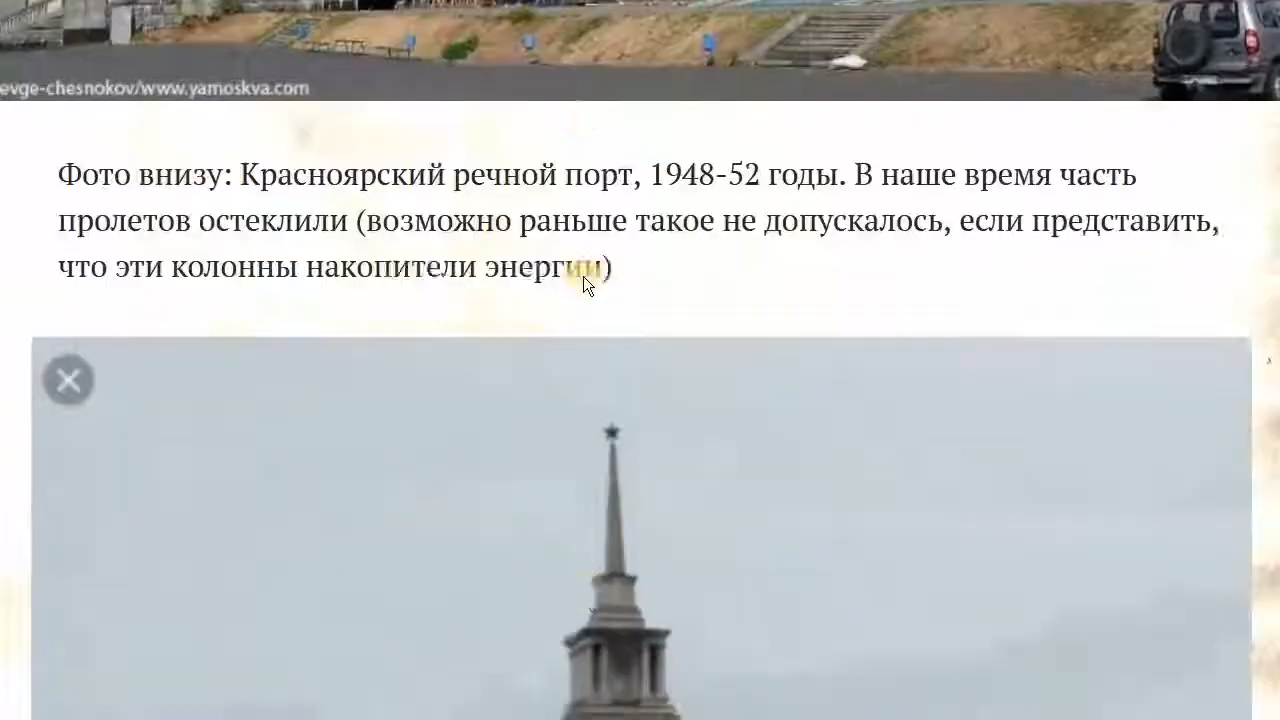 evge-chesnokov/www.yamoskva.com
Фото внизу: Красноярский речной порт, 1948-52 годы. В наше время часть
пролетов остеклили (возможно раньше такое не допускалось, если представить,
что эти колонны накопители энергии)